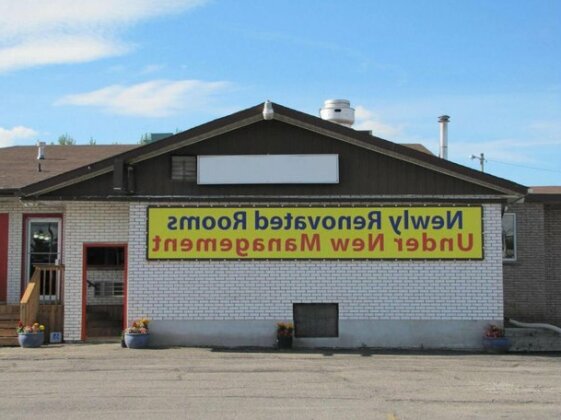 Newly Renovated Rooms
Under New Management